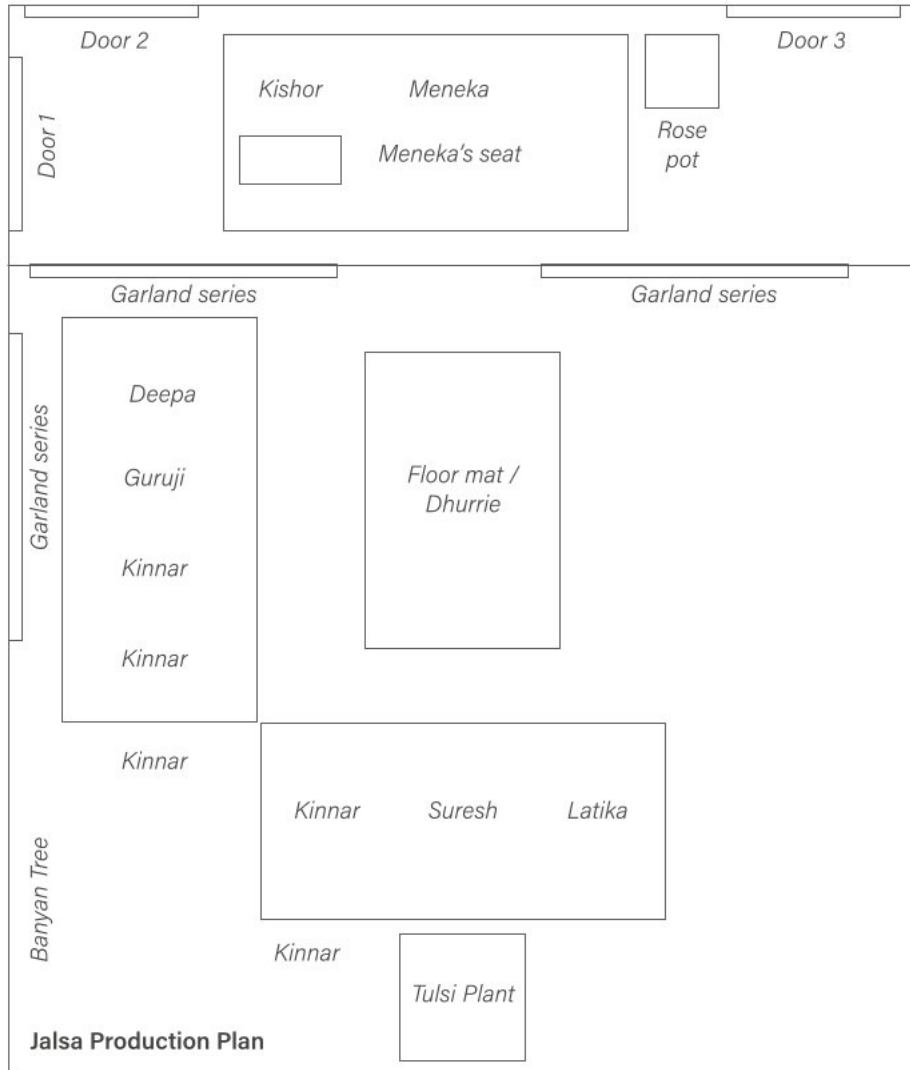 Door 2
Door 3
Door 1
Kishor
Meneka
Meneka's seat
Rose
pot
Garland series
Garland series
Garland series
Deepa
Guruji
Kinnar
Kinnar
Floor mat /
Dhurrie
Kinnar
Kinnar
Suresh
Latika
Banyan Tree
Kinnar
Tulsi Plant
Jalsa Production Plan